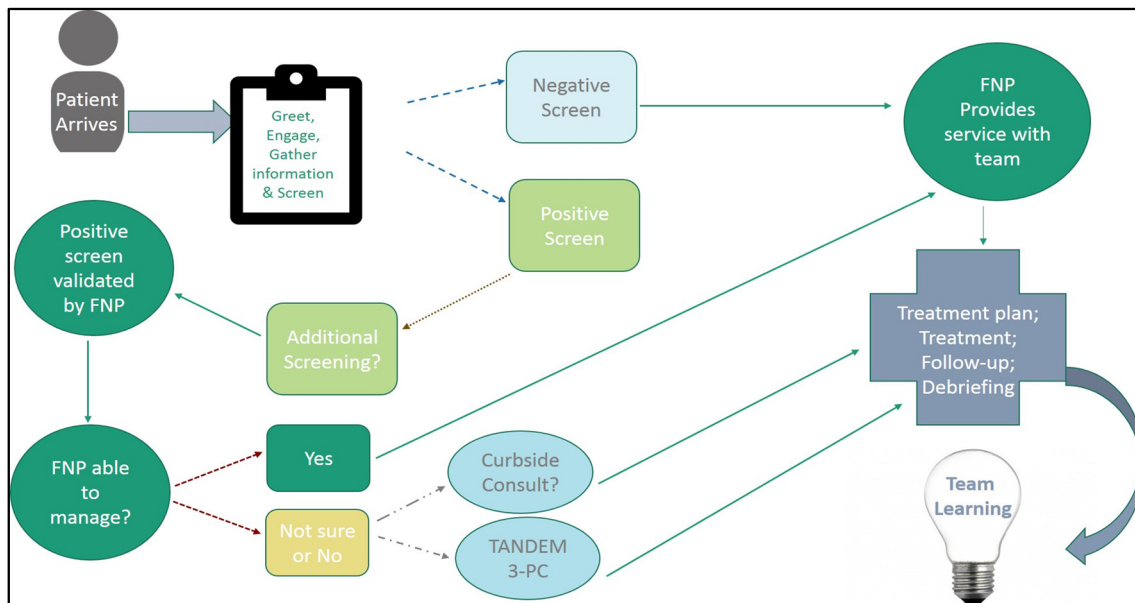 Patient
Arrives
Greet,
Engage,
Gather
information
& Screen
Negative
Screen
FNP
Provides
service with
team
Positive
Screen
Positive
screen
validated
by FNP
Additional
Screening?
Treatment plan;
Treatment;
Follow-up;
Debriefing
FNP able
to
manage?
Yes
Not sure
or No
Curbside
Consult?
TANDEM
3-PC
Team
Learning